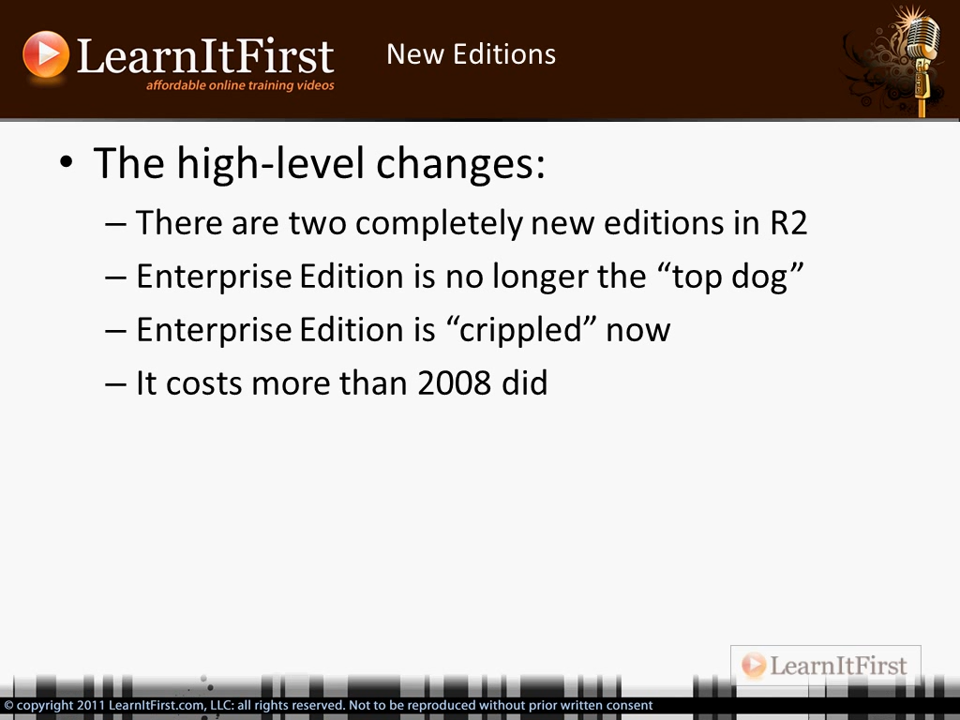 LearnItFirst
affordable online training videos
New Editions
• The high-level changes:
– There are two completely new editions in R2
– Enterprise Edition is no longer the “top dog”
– Enterprise Edition is “crippled” now
– It costs more than 2008 did
LearnItFirst
© copyright 2011 LearnItFirst.com, LLC: all rights reserved. Not to be reproduced without prior written consent